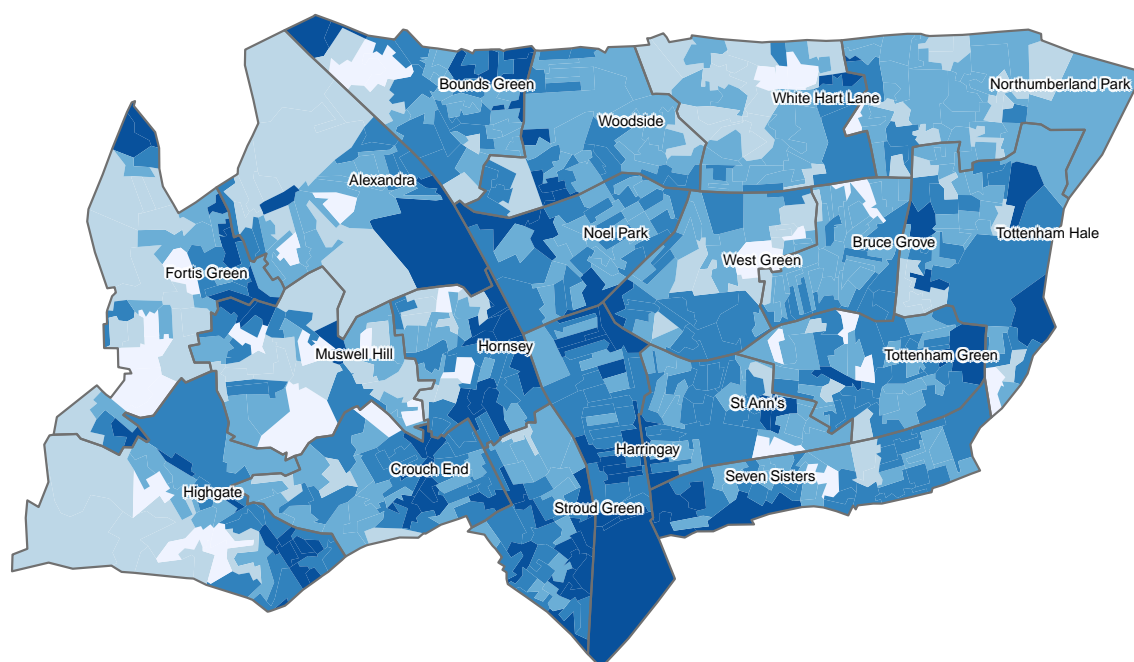 Bounds Green
Northumberland Park
White Hart Lane
Woodside
Alexandra
Noel Park
Tottenham Hale
Bruce Grove
West Green
Fortis Green
Hornsey
Muswell Hill
Tottenham Green
St Ann's
Harringay
Crouch End
Seven Sisters
Highgate
Stroud Green